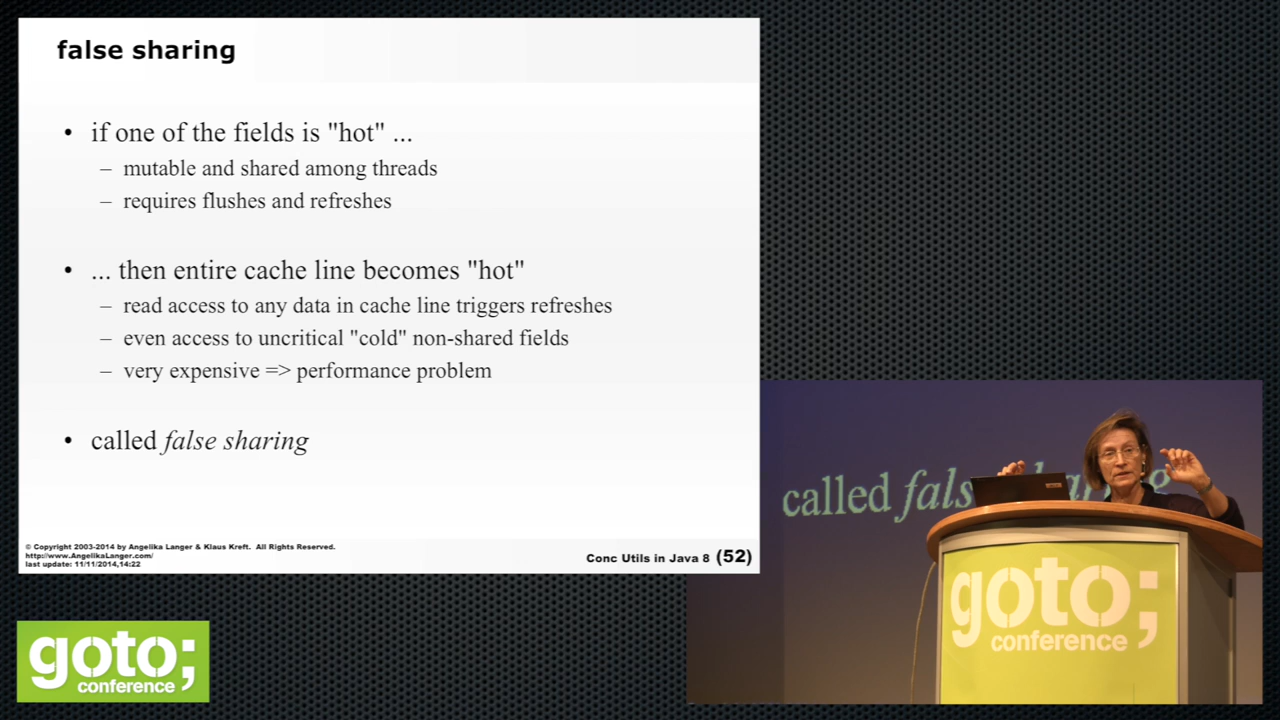 false sharing
• if one of the fields is "hot" ...
– mutable and shared among threads
– requires flushes and refreshes
• ... then entire cache line becomes "hot"
– read access to any data in cache line triggers refreshes
– even access to uncritical "cold" non-shared fields
– very expensive => performance problem
• called false sharing
© Copyright 2003-2014 by Angelika Langer & Klaus Kreft. All Rights Reserved.
http://www.AngelikaLanger.com/
last update: 11/11/2014,14:22
Conc Utils in Java 8 (52)
called false sharing
goto;
conference
goto;
conference